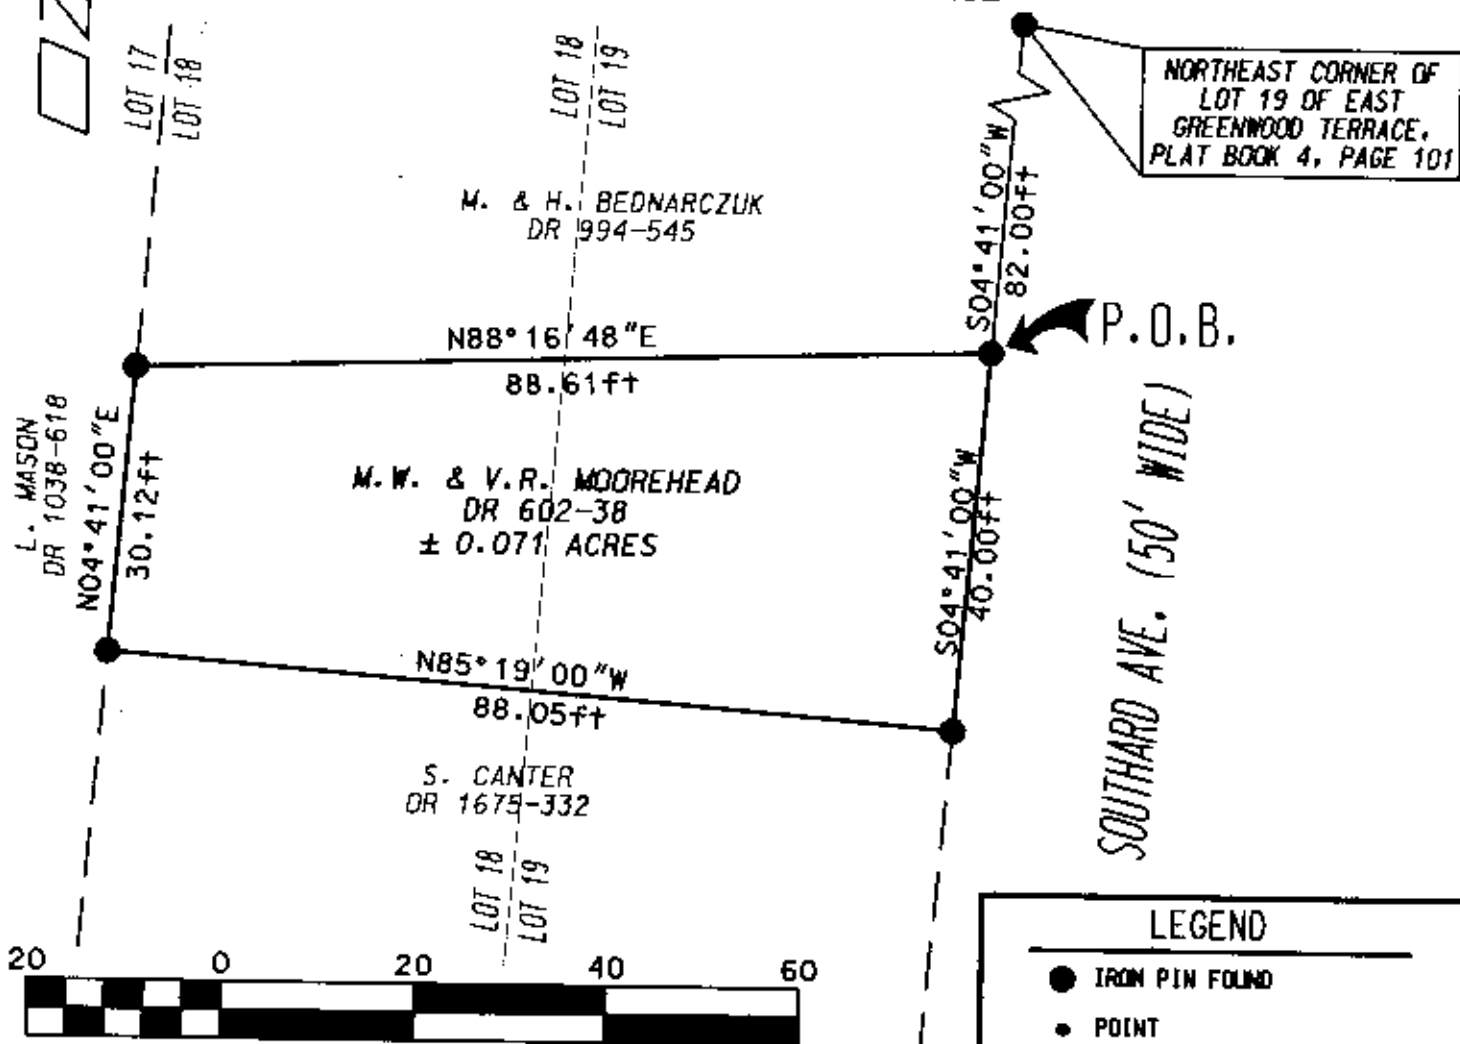 NORTHEAST CORNER OF
LOT 19 OF EAST
GREENWOOD TERRACE,
PLAT BOOK 4, PAGE 101
LOT 17
LOT 18
LOT 18
LOT 19
M. & H. BEDNARCZUK
DR 994-545
S04°41'00"W
82.00ft
P.O.B.
N88°16'48"E
88.61ft
L. MASON
DR 1038-618
N04°41'00"E
30.12ft
M.W. & V.R. MOOREHEAD
DR 602-38
± 0.071 ACRES
S04°41'00"W
40.00ft
SOUTHARD AVE. (50' WIDE)
N85°19'00"W
88.05ft
S. CANTER
OR 1675-332
LOT 18
LOT 19
20 0 20 40 60
LEGEND
IRON PIN FOUND
POINT